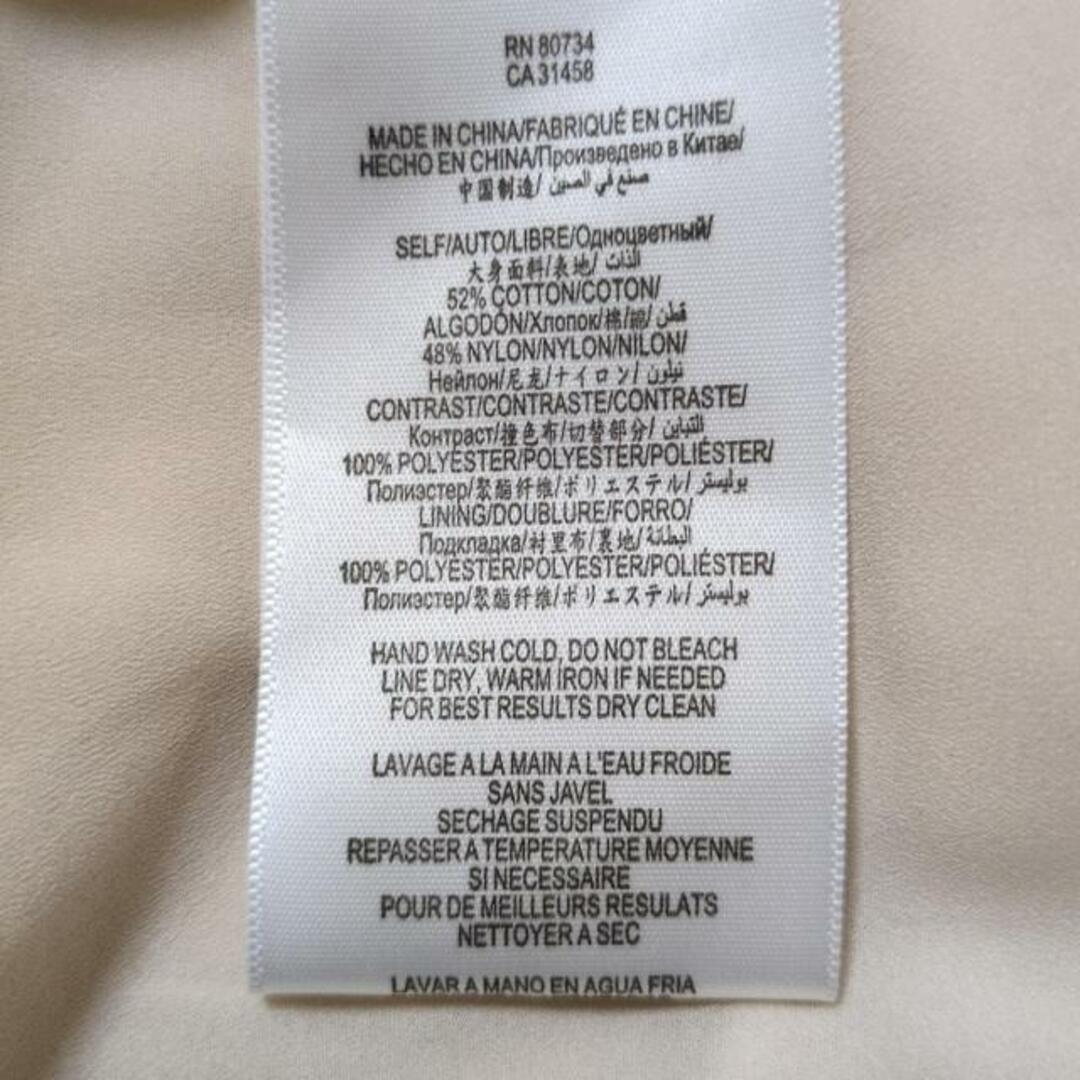 RN 80734
CA 31458
MADE IN CHINA/FABRIQUÉ EN CHINE/
HECHO EN CHINA/Произведено в Китае/
中国制造/ صنع في الصين
SELF/AUTO/LIBRE/Одноцветный/
大身面料/表地/ الذات
52% COTTON/COTON/
ALGODÓN/Хлопок/棉/綿/ قطن
48% NYLON/NYLON/NILON/
Нейлон/尼龙/ナイロン/ نيلون
CONTRAST/CONTRASTE/CONTRASTE/
Контраст/撞色布/切替部分/ التباين
100% POLYESTER/POLYESTER/POLIÉSTER/
Полиэстер/聚酯纤维/ポリエステル/ بوليستر
LINING/DOUBLURE/FORRO/
Подкладка/衬里布/裏地/ البطانة
100% POLYESTER/POLYESTER/POLIÉSTER/
Полиэстер/聚酯纤维/ポリエステル/ بوليستر
HAND WASH COLD, DO NOT BLEACH
LINE DRY, WARM IRON IF NEEDED
FOR BEST RESULTS DRY CLEAN
LAVAGE A LA MAIN A L'EAU FROIDE
SANS JAVEL
SECHAGE SUSPENDU
REPASSER A TEMPERATURE MOYENNE
SI NECESSAIRE
POUR DE MEILLEURS RESULATS
NETTOYER A SEC
LAVAR A MANO EN AGUA FRIA